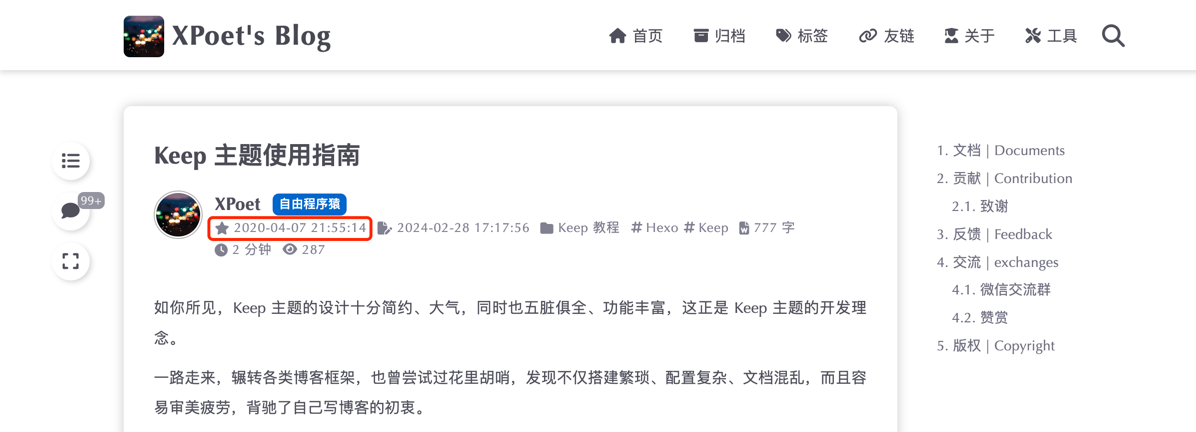 XPoet's Blog
首页 归档 标签 友链 关于 工具
Keep 主题使用指南
XPoet 自由程序猿
99+
2020-04-07 21:55:14 2024-02-28 17:17:56 Keep 教程 # Hexo # Keep 777 字
2 分钟 287
如你所见，Keep 主题的设计十分简约、大气，同时也五脏俱全、功能丰富，这正是 Keep 主题的开发理
念。
一路走来，辗转各类博客框架，也曾尝试过花里胡哨，发现不仅搭建繁琐、配置复杂、文档混乱，而且容
易审美疲劳，背驰了自己写博客的初衷。
1. 文档 | Documents
2. 贡献 | Contribution
2.1. 致谢
3. 反馈 | Feedback
4. 交流 | exchanges
4.1. 微信交流群
4.2. 赞赏
5. 版权 | Copyright